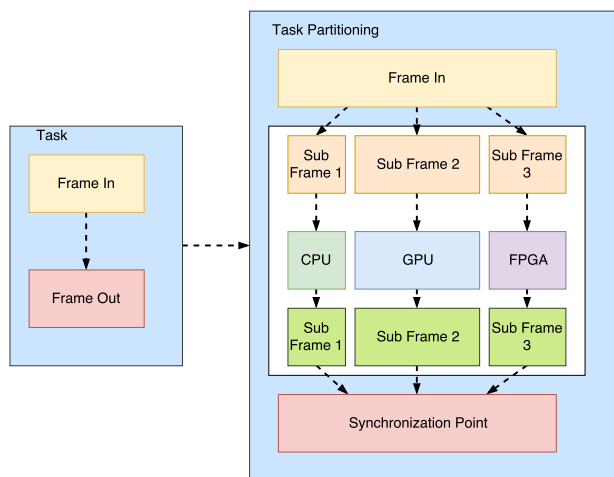 Task Partitioning
Frame In
Task
Frame In
Frame Out
Sub
Frame 1
Sub Frame 2
Sub Frame
3
CPU
GPU
FPGA
Sub
Frame 1
Sub Frame 2
Sub Frame
3
Synchronization Point